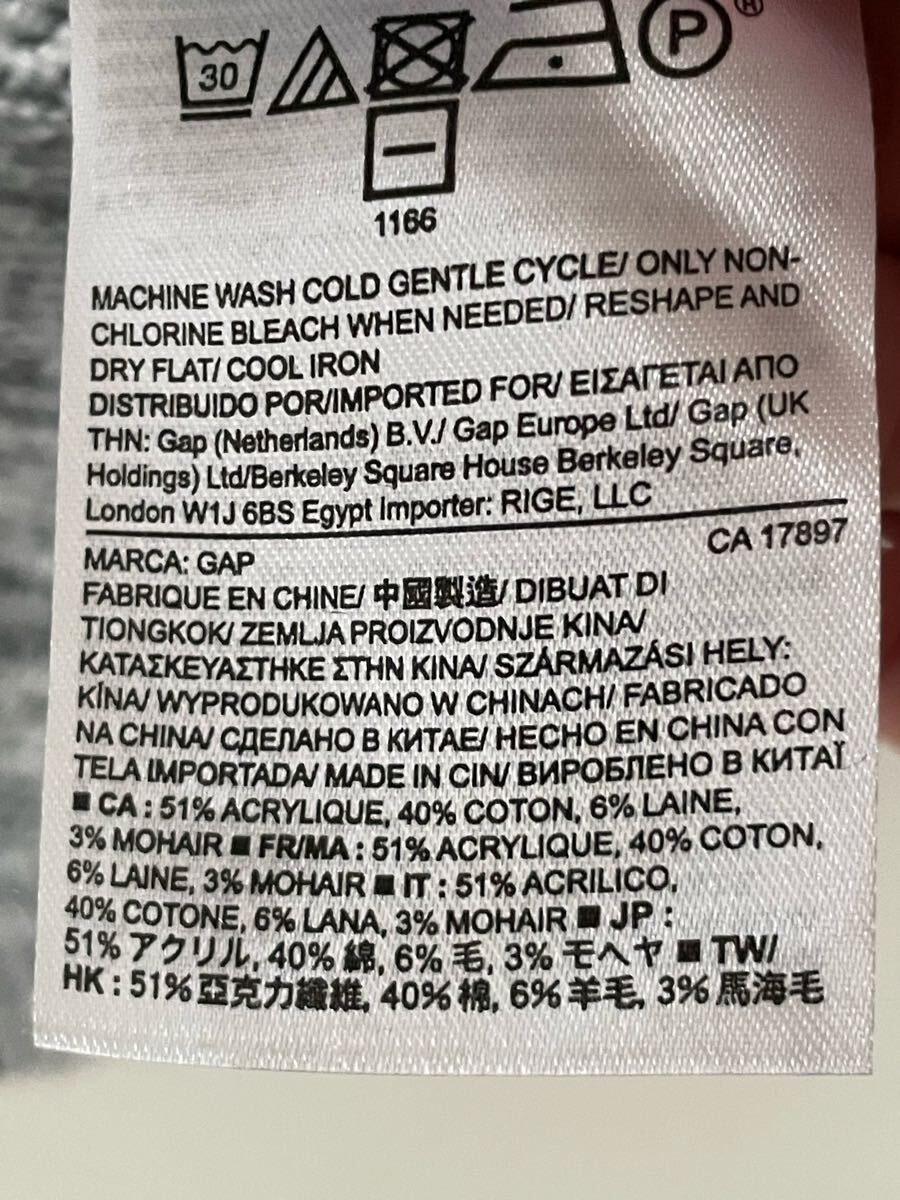 30
P
®
1166
MACHINE WASH COLD GENTLE CYCLE/ ONLY NON-
CHLORINE BLEACH WHEN NEEDED/ RESHAPE AND
DRY FLAT/ COOL IRON
DISTRIBUIDO POR/IMPORTED FOR/ ΕΙΣΑΓΕΤΑΙ ΑΠΟ
ΤΗΝ: Gap (Netherlands) B.V./ Gap Europe Ltd/ Gap (UK
Holdings) Ltd/Berkeley Square House Berkeley Square,
London W1J 6BS Egypt Importer: RIGE, LLC
CA 17897
MARCA: GAP
FABRIQUE EN CHINE/ 中國製造/ DIBUAT DI
TIONGKOK/ ZEMLJA PROIZVODNJE KINA/
ΚΑΤΑΣΚΕΥΑΣΤΗΚΕ ΣΤΗΝ ΚΙΝΑ/ SZÁRMAZÁSI HELY:
KÍNA/ WYPRODUKOWANO W CHINACH/ FABRICADO
NA CHINA/ СДЕЛАНО В КИТАЕ/ HECHO EN CHINA CON
TELA IMPORTADA/ MADE IN CIN/ ВИРОБЛЕНО В КИТАЇ
■ CA : 51% ACRYLIQUE, 40% COTON, 6% LAINE,
3% MOHAIR ■ FR/MA : 51% ACRYLIQUE, 40% COTON,
6% LAINE, 3% MOHAIR ■ IT : 51% ACRILICO,
40% COTONE, 6% LANA, 3% MOHAIR ■ JP :
51% アクリル, 40% 綿, 6% 毛, 3% モヘヤ ■ TW/
HK : 51% 亞克力纖維, 40% 棉, 6% 羊毛, 3% 馬海毛